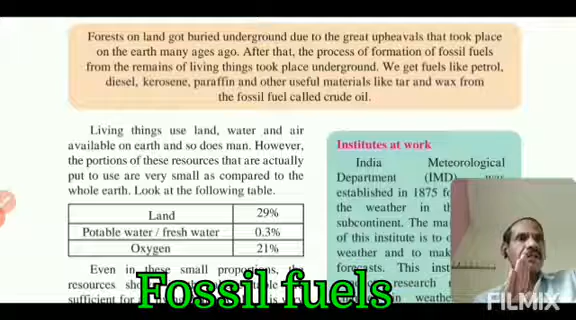 Forests on land got buried underground due to the great upheavals that took place
on the earth many ages ago. After that, the process of formation of fossil fuels
from the remains of living things took place underground. We get fuels like petrol,
diesel, kerosene, paraffin and other useful materials like tar and wax from
the fossil fuel called crude oil.
Living things use land, water and air
available on earth and so does man. However,
the portions of these resources that are actually
put to use are very small as compared to the
whole earth. Look at the following table.
Land 29%
Potable water / fresh water 0.3%
Oxygen 21%
Even in these small proportions, the
resources
sufficient for
Institutes at work
India Meteorological
Department (IMD)
established in 1875
the weather in
subcontinent. The
of this institute is to
weather and to
forecasts. This
research
in
Fossil fuels
FILMIX